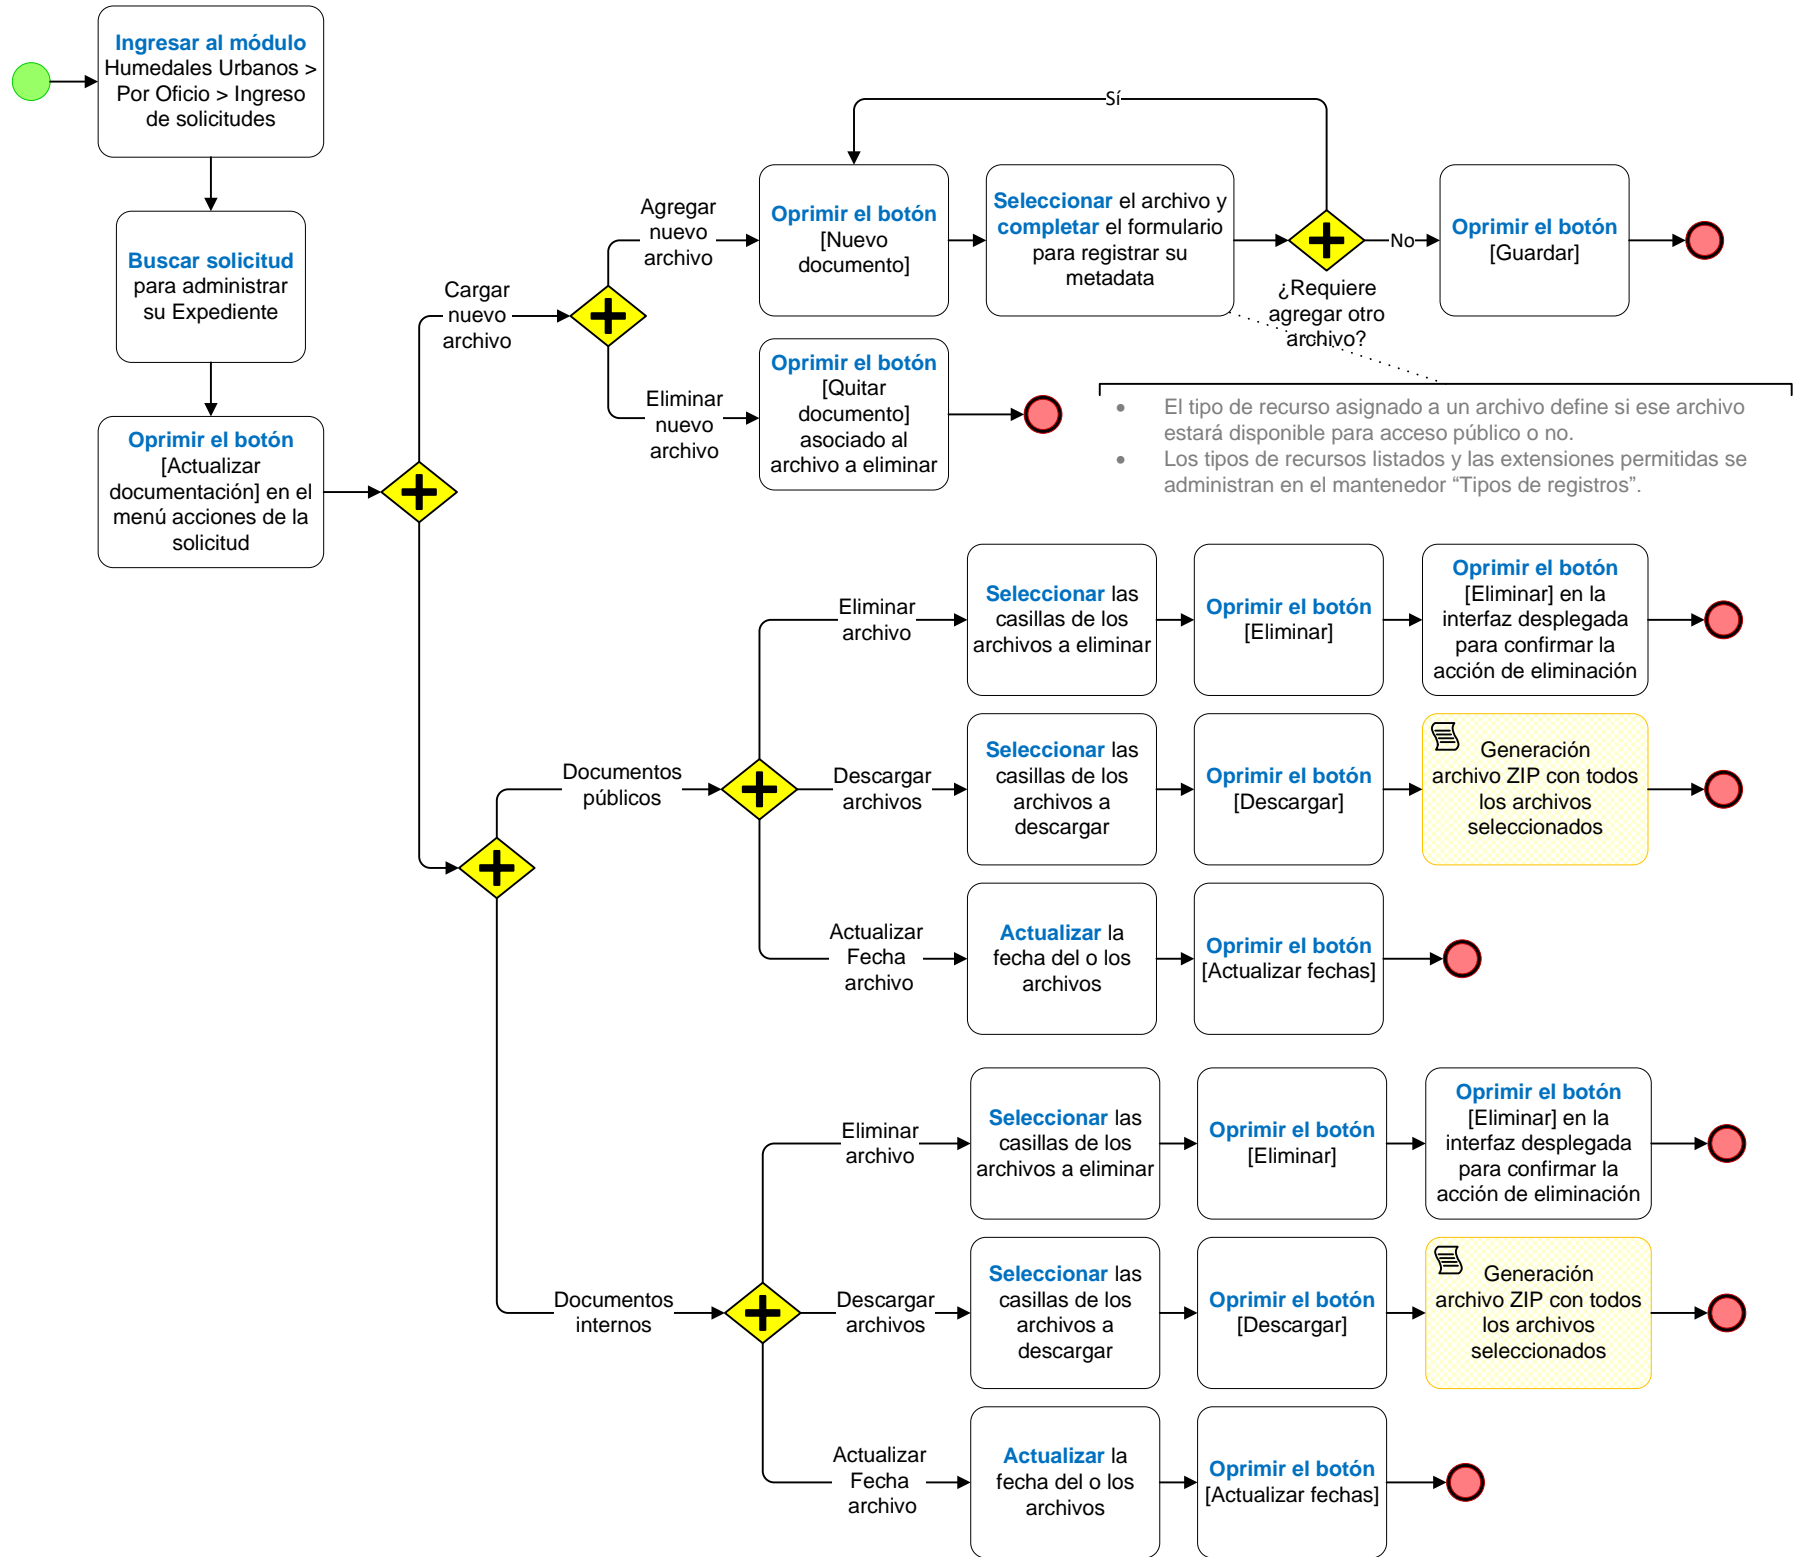 Ingresar al módulo
Humedales Urbanos >
Por Oficio > Ingreso
de solicitudes
Buscar solicitud
para administrar
su Expediente
Oprimir el botón
[Actualizar
documentación] en el
menú acciones de la
solicitud
Cargar
nuevo
archivo
Agregar
nuevo
archivo
Oprimir el botón
[Nuevo
documento]
Seleccionar el archivo y
completar el formulario
para registrar su
metadata
Sí
¿Requiere
agregar otro
archivo?
No
Oprimir el botón
[Guardar]
Eliminar
nuevo
archivo
Oprimir el botón
[Quitar
documento]
asociado al
archivo a eliminar
• El tipo de recurso asignado a un archivo define si ese archivo
estará disponible para acceso público o no.
• Los tipos de recursos listados y las extensiones permitidas se
administran en el mantenedor “Tipos de registros”.
Documentos
públicos
Eliminar
archivo
Seleccionar las
casillas de los
archivos a eliminar
Oprimir el botón
[Eliminar]
Oprimir el botón
[Eliminar] en la
interfaz desplegada
para confirmar la
acción de eliminación
Descargar
archivos
Seleccionar las
casillas de los
archivos a
descargar
Oprimir el botón
[Descargar]
Generación
archivo ZIP con todos
los archivos
seleccionados
Actualizar
Fecha
archivo
Actualizar la
fecha del o los
archivos
Oprimir el botón
[Actualizar fechas]
Documentos
internos
Eliminar
archivo
Seleccionar las
casillas de los
archivos a eliminar
Oprimir el botón
[Eliminar]
Oprimir el botón
[Eliminar] en la
interfaz desplegada
para confirmar la
acción de eliminación
Descargar
archivos
Seleccionar las
casillas de los
archivos a
descargar
Oprimir el botón
[Descargar]
Generación
archivo ZIP con todos
los archivos
seleccionados
Actualizar
Fecha
archivo
Actualizar la
fecha del o los
archivos
Oprimir el botón
[Actualizar fechas]